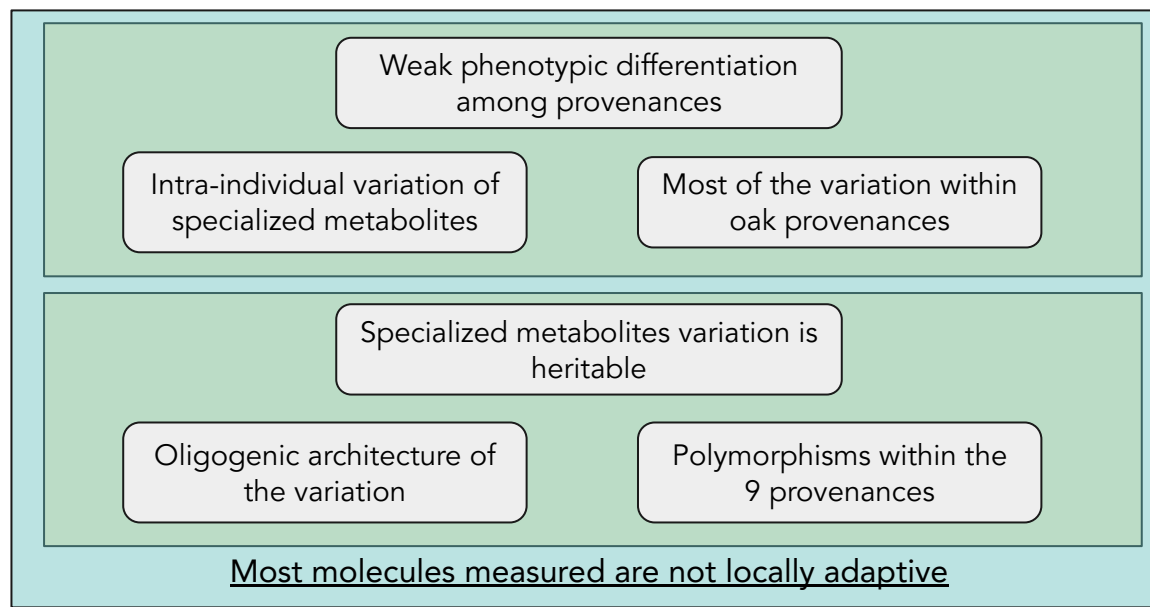 Weak phenotypic differentiation
among provenances
Intra-individual variation of
specialized metabolites
Most of the variation within
oak provenances
Specialized metabolites variation is
heritable
Oligogenic architecture of
the variation
Polymorphisms within the
9 provenances
Most molecules measured are not locally adaptive